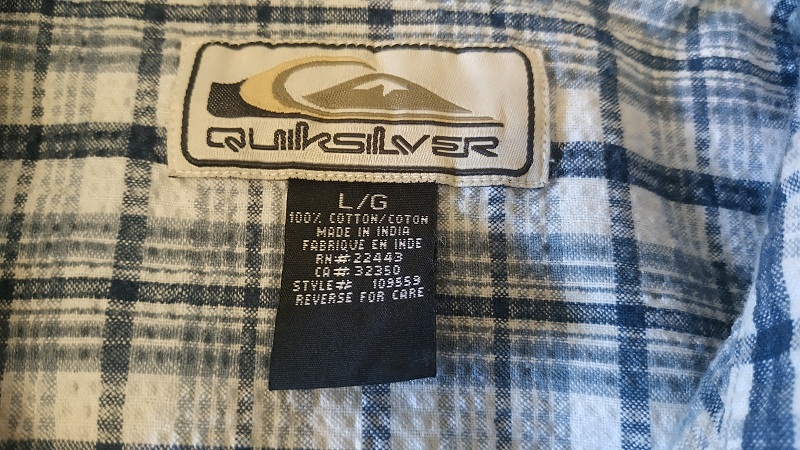 QUIKSILVER
L/G
100% COTTON/COTON
MADE IN INDIA
FABRIQUE EN INDE
RN# 22443
CA# 32350
STYLE# 109559
REVERSE FOR CARE